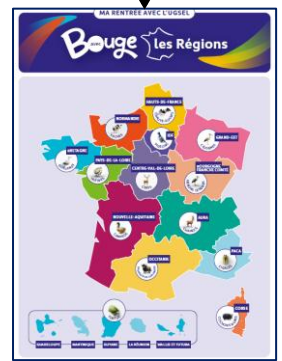 MA RENTRÉE AVEC L'UGSEL
Bouge
les Régions
HAUTS-DE-FRANCE
NORMANDIE
IDF
GRAND-EST
BRETAGNE
PAYS-DE-LA-LOIRE
CENTRE-VAL-DE-LOIRE
BOURGOGNE
FRANCHE-COMTÉ
NOUVELLE-AQUITAINE
AURA
OCCITANIE
PACA
CORSE
GUADELOUPE
MARTINIQUE
GUYANE
LA RÉUNION
WALLIS ET FUTUNA